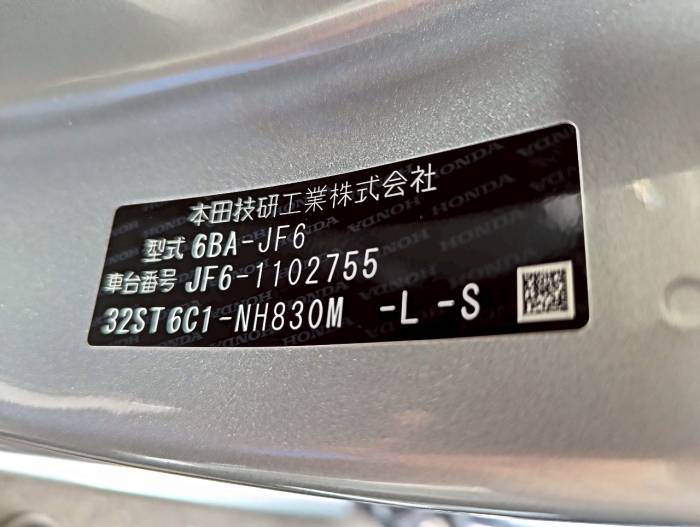 本田技研工業株式会社
型式 6BA-JF6
車台番号 JF6-1102755
32ST6C1-NH830M -L -S